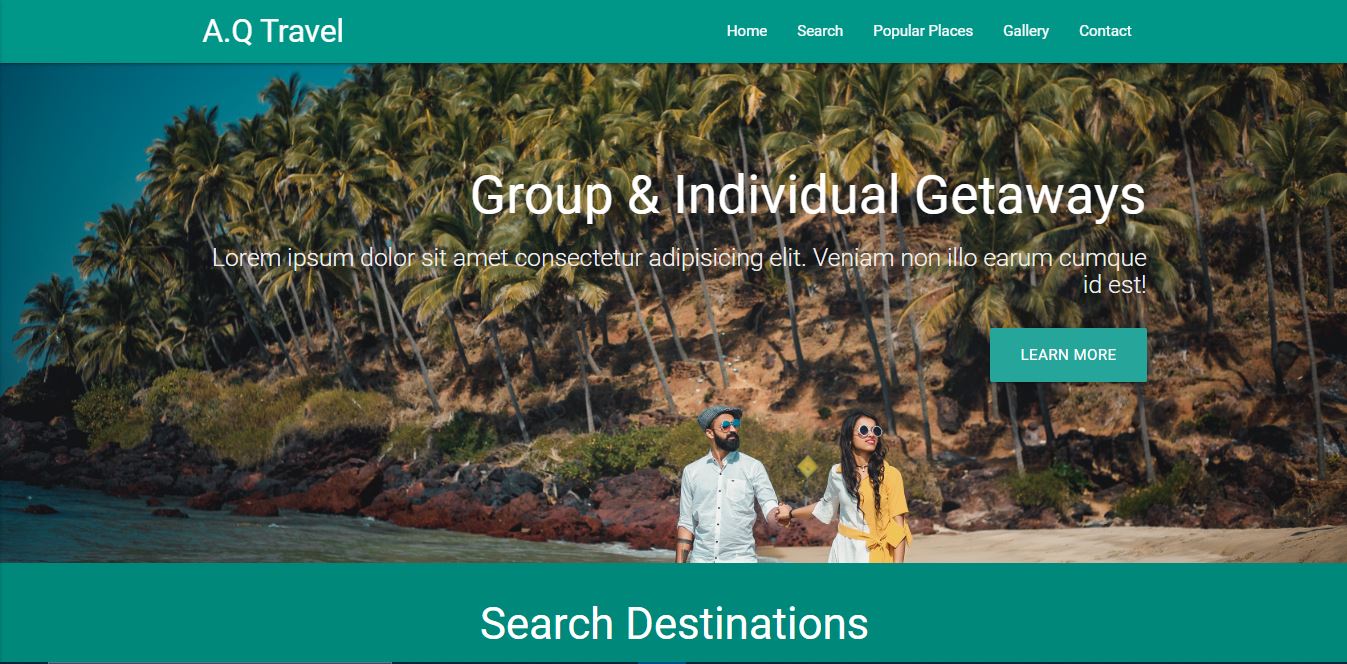 A.Q Travel
Home Search Popular Places Gallery Contact
Group & Individual Getaways
Lorem ipsum dolor sit amet consectetur adipisicing elit. Veniam non illo earum cumque
id est!
LEARN MORE
Search Destinations